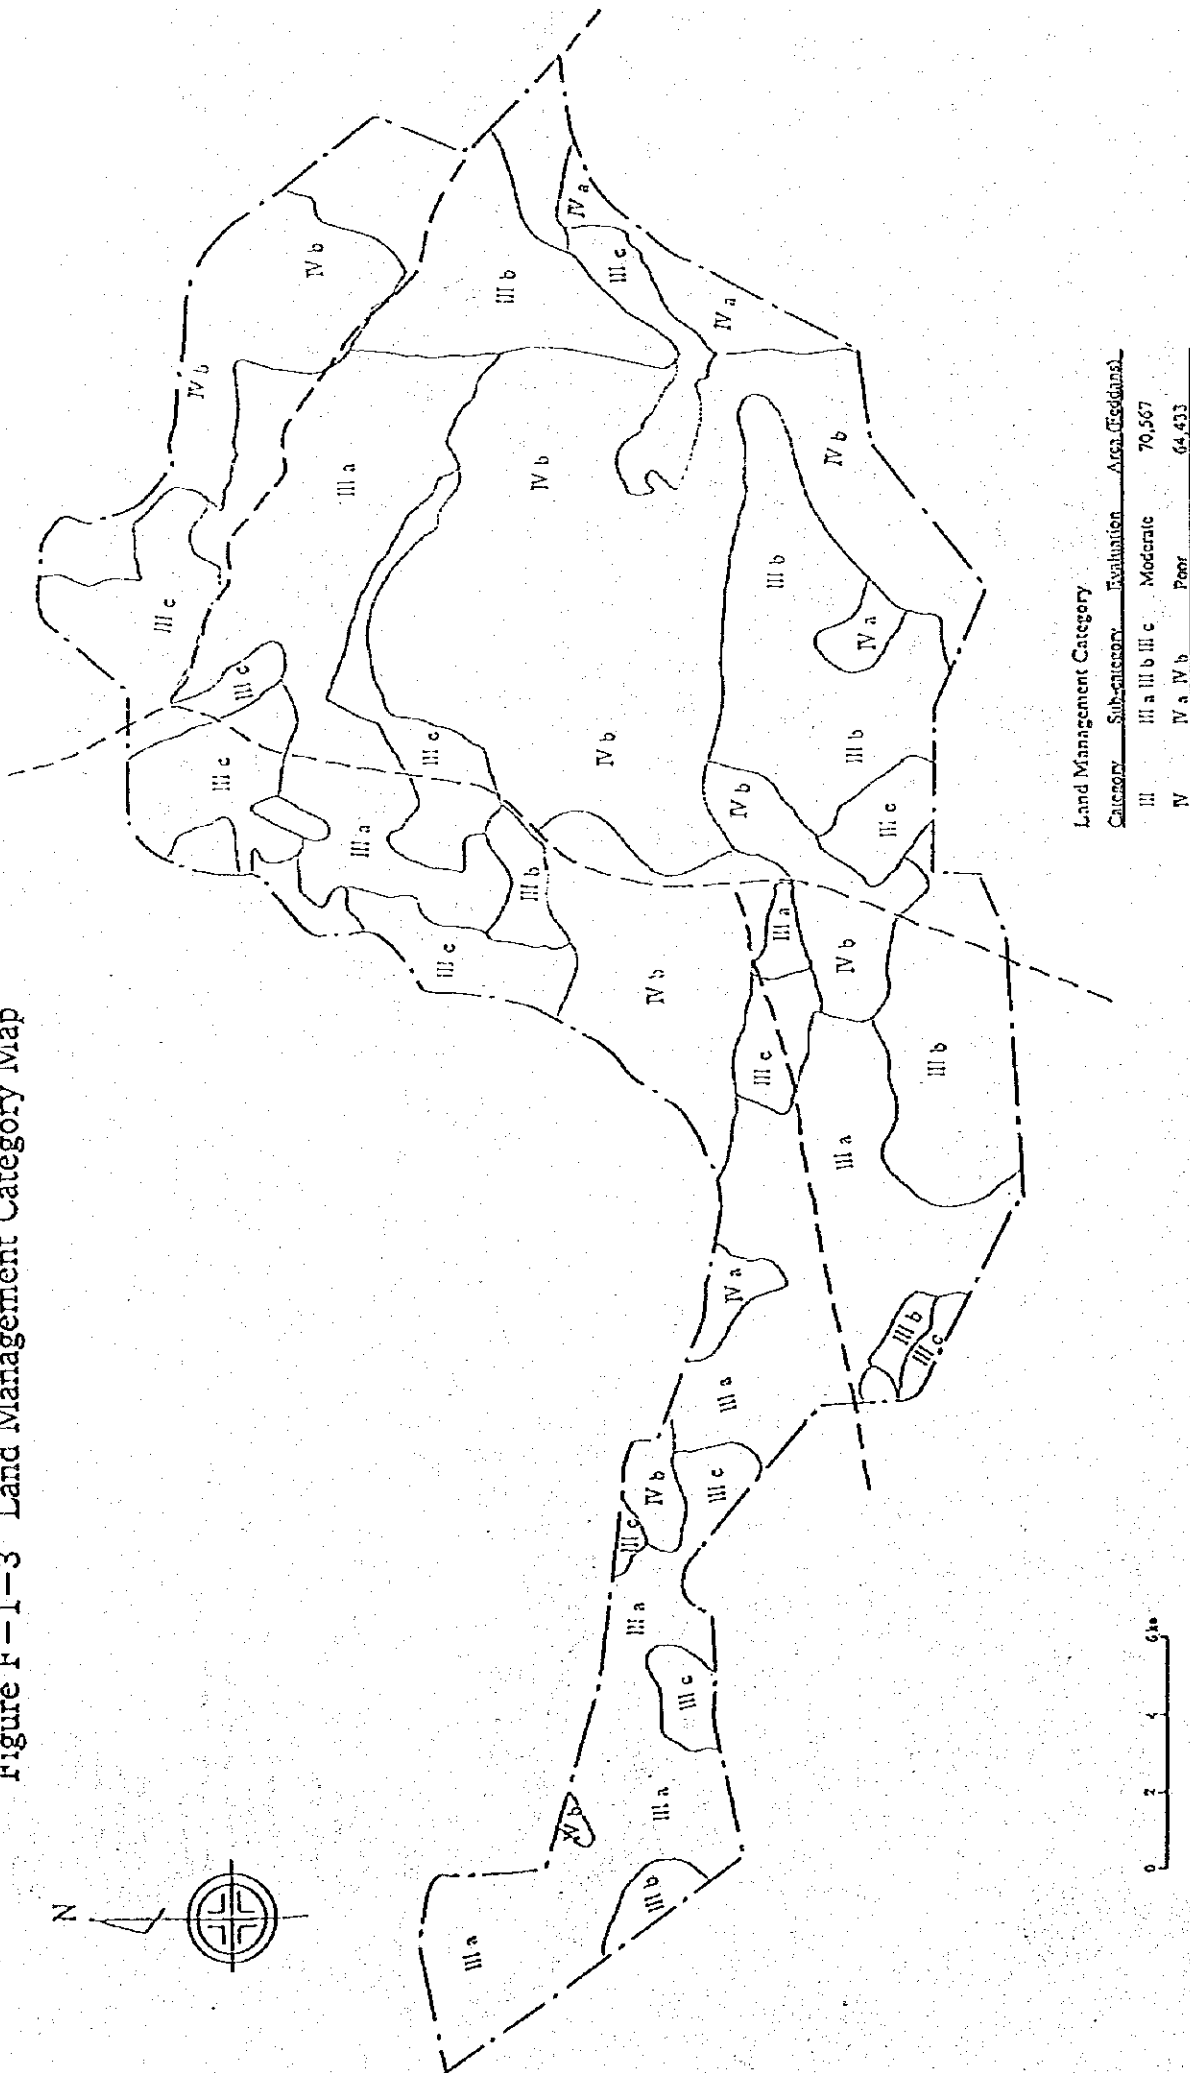 Figure F-1-3 Land Management Category Map
N
III c
IV b
III c
III c
IV b
III a
III a
III c
III c
III a
III b
III b
IV b
IV b
IV a
IV b
III c
III c
III a
III b
IV b
IV b
III a
III c
III c
IV a
III a
IV a
IV b
III c
III b
III a
IV b
III a
IV b
III b
IV a
III c
III b
III c
III b
Land Management Category
Category Sub-category Evaluation Area (Feddans)
III III a III b III c Moderate 70,567
IV IV a IV b Poor 64,433
0 2 4 6 km